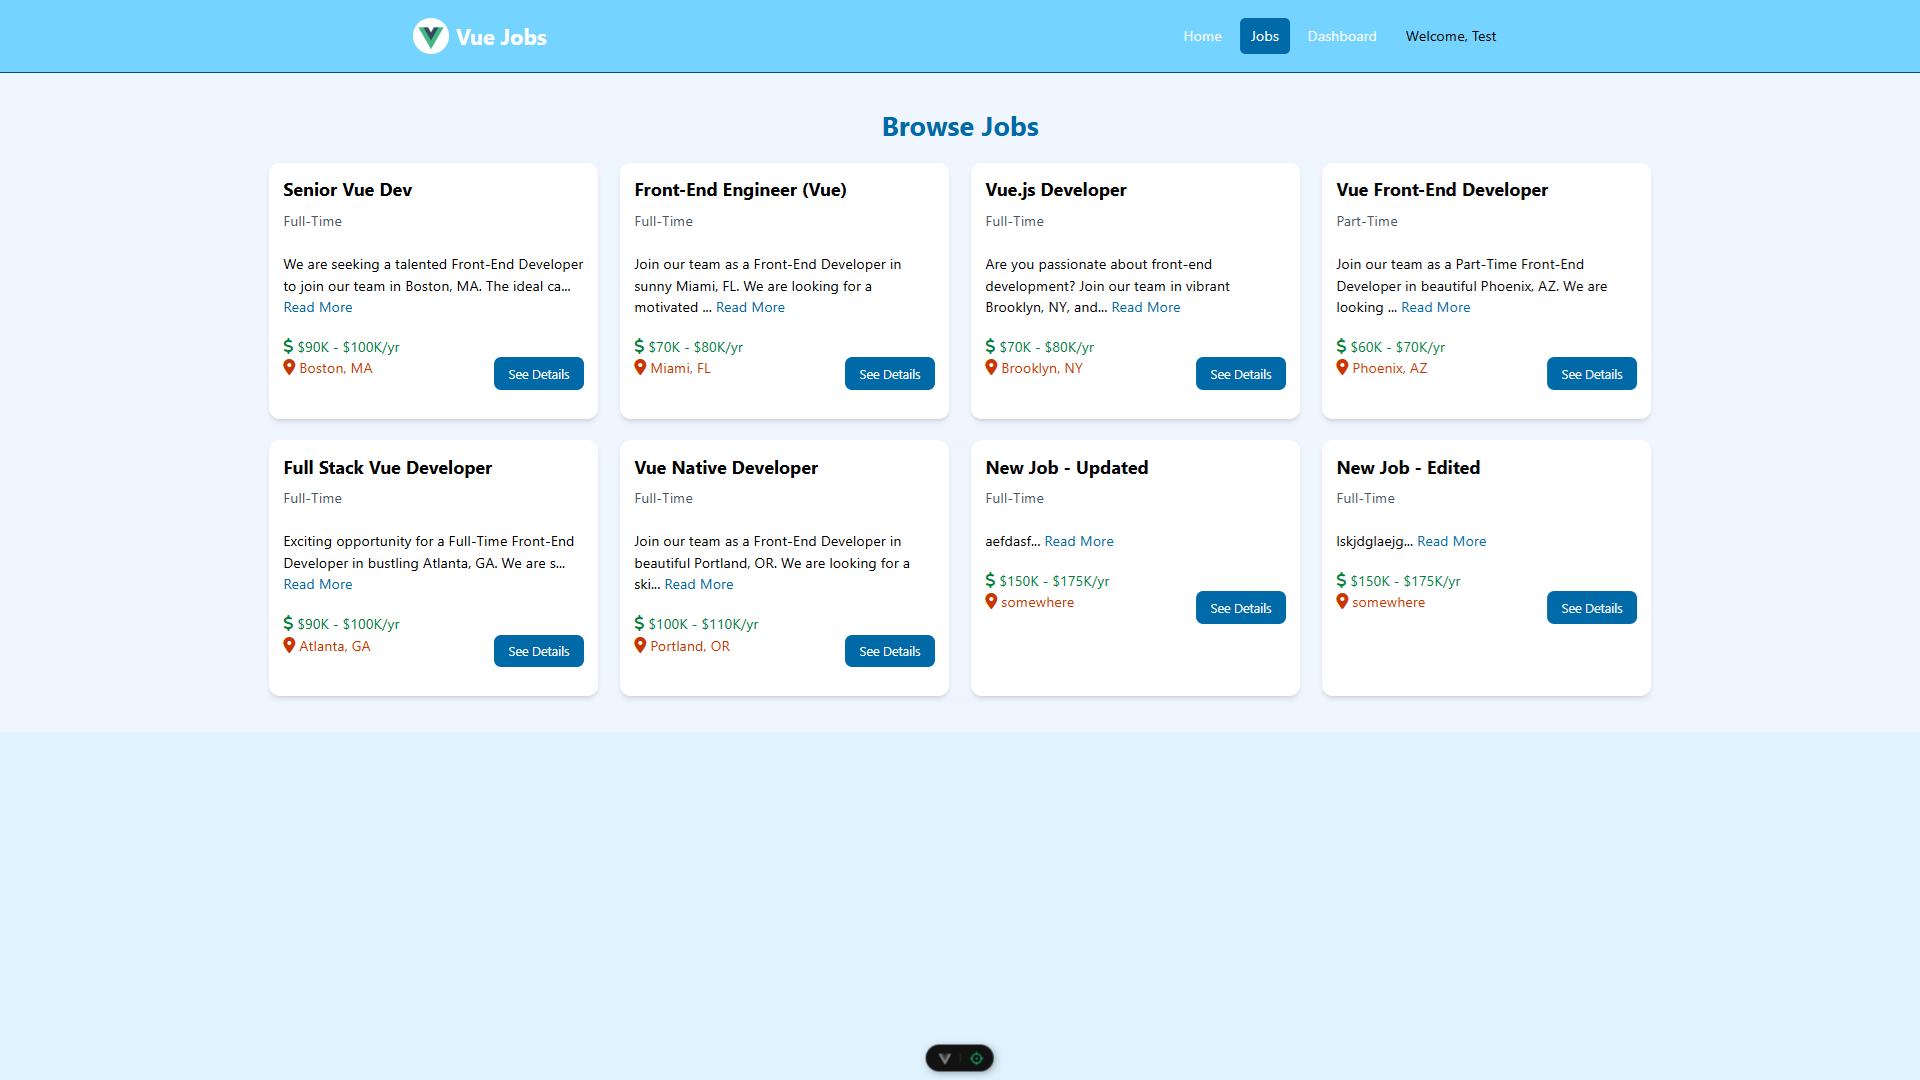 Vue Jobs
Home
Jobs
Dashboard
Welcome, Test
Browse Jobs
Senior Vue Dev
Full-Time
We are seeking a talented Front-End Developer
to join our team in Boston, MA. The ideal ca...
Read More
$90K - $100K/yr
Boston, MA
See Details
Front-End Engineer (Vue)
Full-Time
Join our team as a Front-End Developer in
sunny Miami, FL. We are looking for a
motivated ... Read More
$70K - $80K/yr
Miami, FL
See Details
Vue.js Developer
Full-Time
Are you passionate about front-end
development? Join our team in vibrant
Brooklyn, NY, and... Read More
$70K - $80K/yr
Brooklyn, NY
See Details
Vue Front-End Developer
Part-Time
Join our team as a Part-Time Front-End
Developer in beautiful Phoenix, AZ. We are
looking ... Read More
$60K - $70K/yr
Phoenix, AZ
See Details
Full Stack Vue Developer
Full-Time
Exciting opportunity for a Full-Time Front-End
Developer in bustling Atlanta, GA. We are s...
Read More
$90K - $100K/yr
Atlanta, GA
See Details
Vue Native Developer
Full-Time
Join our team as a Front-End Developer in
beautiful Portland, OR. We are looking for a
ski... Read More
$100K - $110K/yr
Portland, OR
See Details
New Job - Updated
Full-Time
aefdasf... Read More
$150K - $175K/yr
somewhere
See Details
New Job - Edited
Full-Time
lskjdglaejg... Read More
$150K - $175K/yr
somewhere
See Details